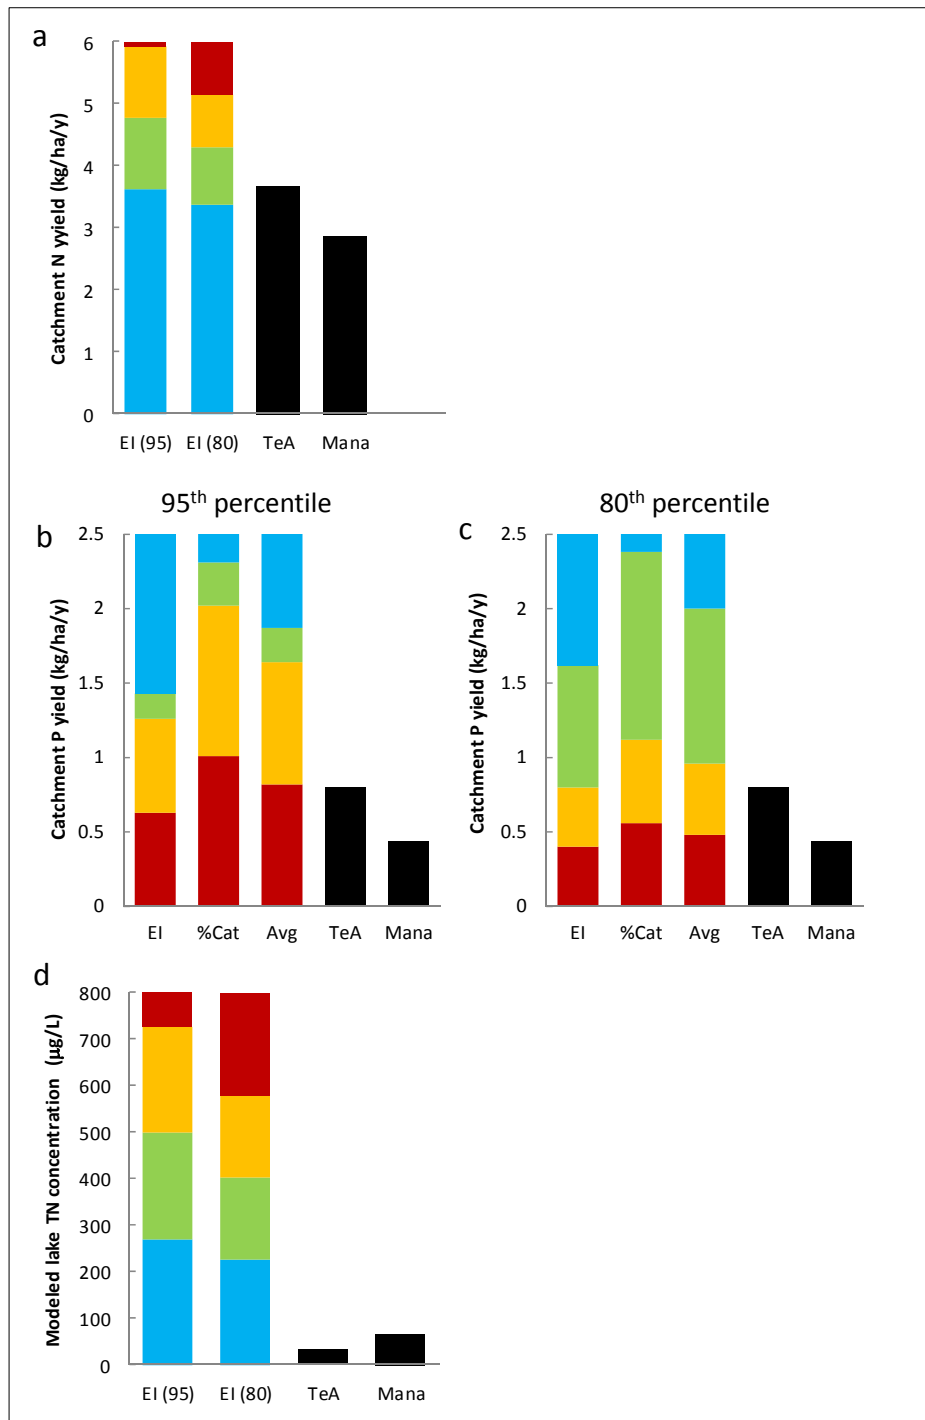 a
Catchment N yyield (kg/ha/y)
6
5
4
3
2
1
0
EI (95) EI (80) TeA Mana
95th percentile
80th percentile
b
Catchment P yield (kg/ha/y)
2.5
2
1.5
1
0.5
0
EI %Cat Avg TeA Mana
c
Catchment P yield (kg/ha/y)
2.5
2
1.5
1
0.5
0
EI %Cat Avg TeA Mana
d
Modeled lake TN concentration (µg/L)
800
700
600
500
400
300
200
100
0
EI (95) EI (80) TeA Mana